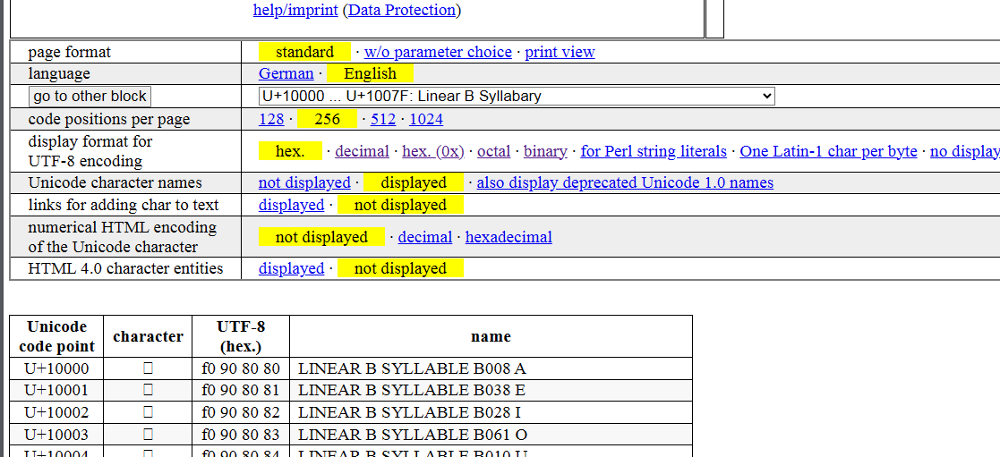 help/imprint (Data Protection)
page format standard · w/o parameter choice · print view
language German · English
go to other block U+10000 ... U+1007F: Linear B Syllabary
code positions per page 128 · 256 · 512 · 1024
display format for
UTF-8 encoding hex. · decimal · hex. (0x) · octal · binary · for Perl string literals · One Latin-1 char per byte · no display
Unicode character names not displayed · displayed · also display deprecated Unicode 1.0 names
links for adding char to text displayed · not displayed
numerical HTML encoding
of the Unicode character not displayed · decimal · hexadecimal
HTML 4.0 character entities displayed · not displayed
Unicode
code point character UTF-8
(hex.) name
U+10000 f0 90 80 80 LINEAR B SYLLABLE B008 A
U+10001 f0 90 80 81 LINEAR B SYLLABLE B038 E
U+10002 f0 90 80 82 LINEAR B SYLLABLE B028 I
U+10003 f0 90 80 83 LINEAR B SYLLABLE B061 O
U+10004 f0 90 80 84 LINEAR B SYLLABLE B010 U